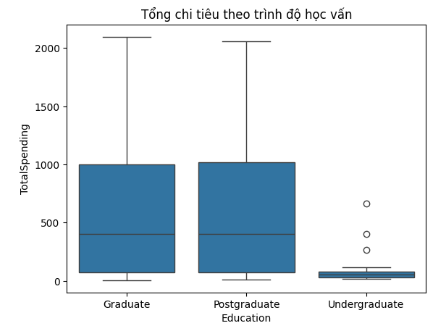 Tổng chi tiêu theo trình độ học vấn
2000
1500
1000
500
0
TotalSpending
Graduate
Postgraduate
Undergraduate
Education